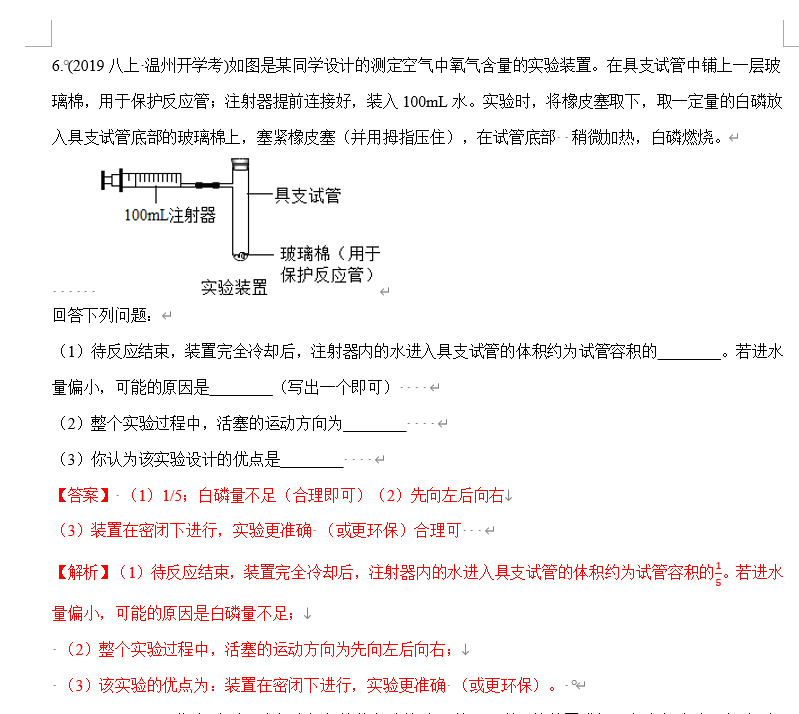 6. (2019八上·温州开学考)如图是某同学设计的测定空气中氧气含量的实验装置。在具支试管中铺上一层玻
璃棉，用于保护反应管；注射器提前连接好，装入100mL水。实验时，将橡皮塞取下，取一定量的白磷放
入具支试管底部的玻璃棉上，塞紧橡皮塞（并用拇指压住），在试管底部 稍微加热，白磷燃烧。
具支试管
100mL注射器
玻璃棉（用于
保护反应管）
实验装置
回答下列问题：
（1）待反应结束，装置完全冷却后，注射器内的水进入具支试管的体积约为试管容积的________。若进水
量偏小，可能的原因是________（写出一个即可）
（2）整个实验过程中，活塞的运动方向为________
（3）你认为该实验设计的优点是________
【答案】（1）1/5；白磷量不足（合理即可）（2）先向左后向右
（3）装置在密闭下进行，实验更准确 （或更环保）合理可
【解析】（1）待反应结束，装置完全冷却后，注射器内的水进入具支试管的体积约为试管容积的1/5。若进水
量偏小，可能的原因是白磷量不足；
（2）整个实验过程中，活塞的运动方向为先向左后向右；
（3）该实验的优点为：装置在密闭下进行，实验更准确 （或更环保）。